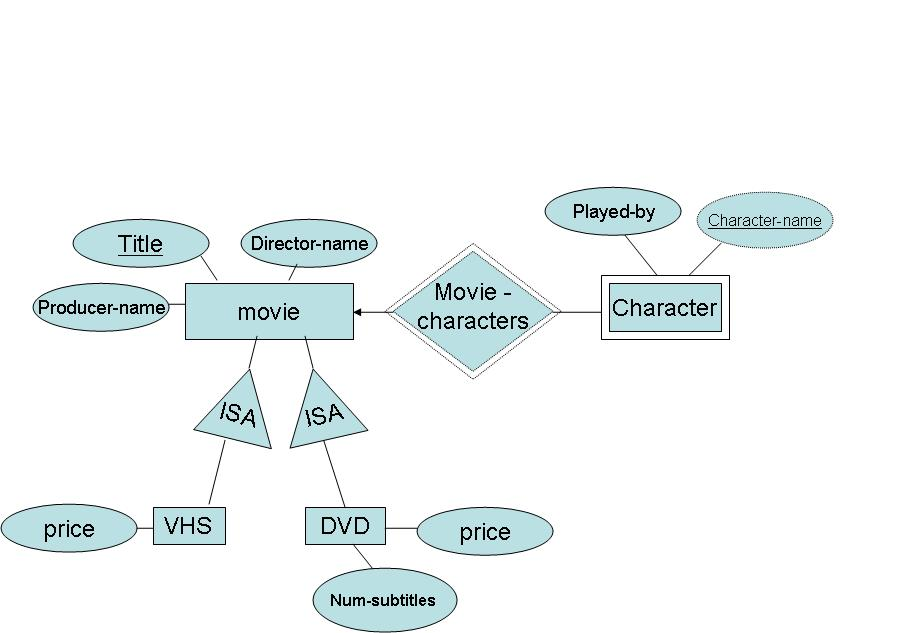 Played-by
Character-name
Title
Director-name
Producer-name
movie
Movie -
characters
Character
ISA
ISA
price
VHS
DVD
price
Num-subtitles